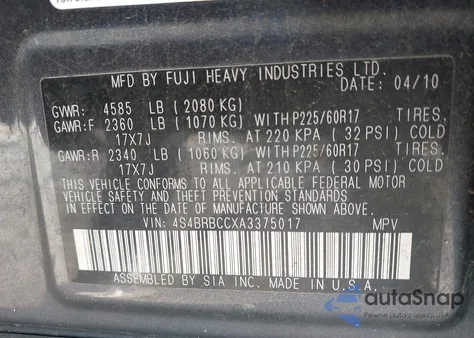 MFD BY FUJI HEAVY INDUSTRIES LTD.
DATE: 04/10
GVWR: 4585 LB (2080 KG)
GAWR:F 2360 LB (1070 KG) WITH P225/60R17 TIRES,
17X7J RIMS. AT 220 KPA (32 PSI) COLD
GAWR:R 2340 LB (1060 KG) WITH P225/60R17 TIRES,
17X7J RIMS. AT 210 KPA (30 PSI) COLD
THIS VEHICLE CONFORMS TO ALL APPLICABLE FEDERAL MOTOR
VEHICLE SAFETY AND THEFT PREVENTION STANDARDS
IN EFFECT ON THE DATE OF MANUFACTURE SHOWN ABOVE.
VIN: 4S4BRBCCXA3375017 MPV
ASSEMBLED BY SIA INC. MADE IN U.S.A.
autoSnap
Pewne auta z USA